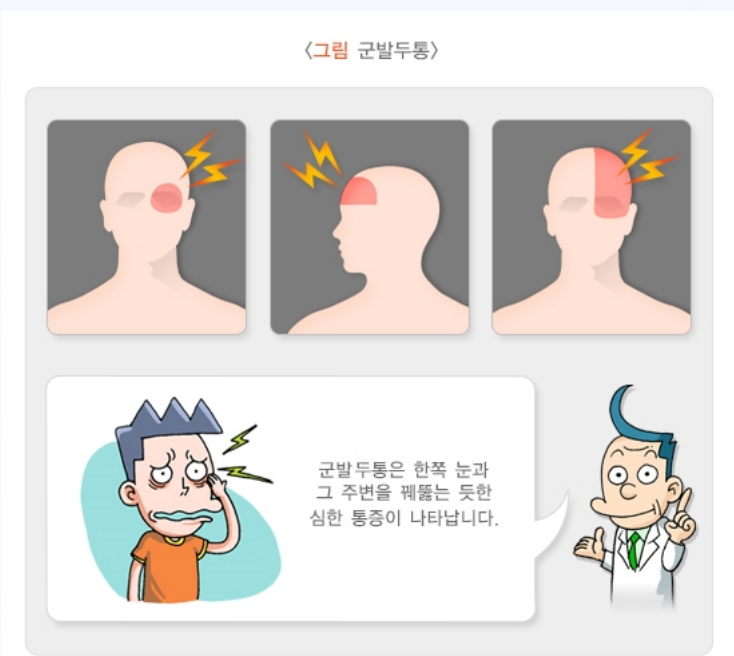 <그림 군발두통>
군발두통은 한쪽 눈과
그 주변을 꿰뚫는 듯한
심한 통증이 나타납니다.